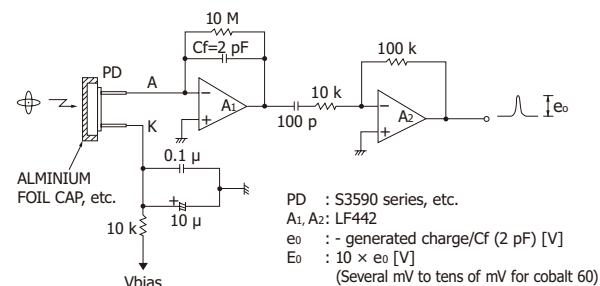 10 M
Cf=2 pF
PD
A
A1
K
10 k
100 p
100 k
A2
e0
0.1 μ
10 μ
10 k
Vbias
ALMINIUM
FOIL CAP, etc.
PD : S3590 series, etc.
A1, A2: LF442
e0 : - generated charge/Cf (2 pF) [V]
E0 : 10 × e0 [V]
(Several mV to tens of mV for cobalt 60)